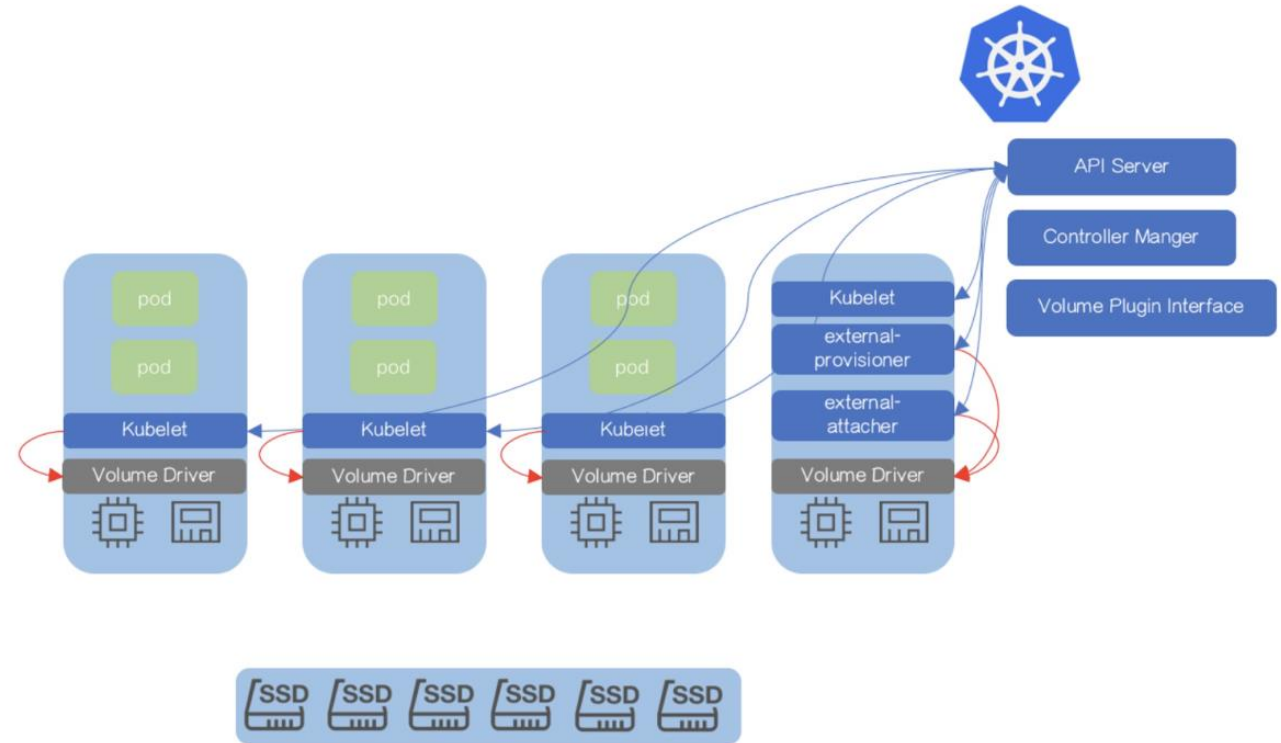 API Server
Controller Manger
Volume Plugin Interface
pod
pod
Kubelet
Volume Driver
pod
pod
Kubelet
Volume Driver
pod
pod
Kubelet
Volume Driver
Kubelet
external-
provisioner
external-
attacher
Volume Driver
SSD
SSD
SSD
SSD
SSD
SSD